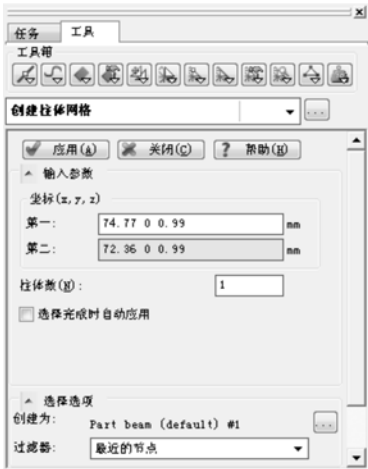 任务 工具
工具箱
创建柱体网格 ...
应用(A) 关闭(C) ? 帮助(H)
输入参数
坐标(x, y, z)
第一: 74.77 0 0.99 mm
第二: 72.36 0 0.99 mm
柱体数(N): 1
选择完成时自动应用
选择选项
创建为: Part beam (default) #1 ...
过滤器: 最近的节点